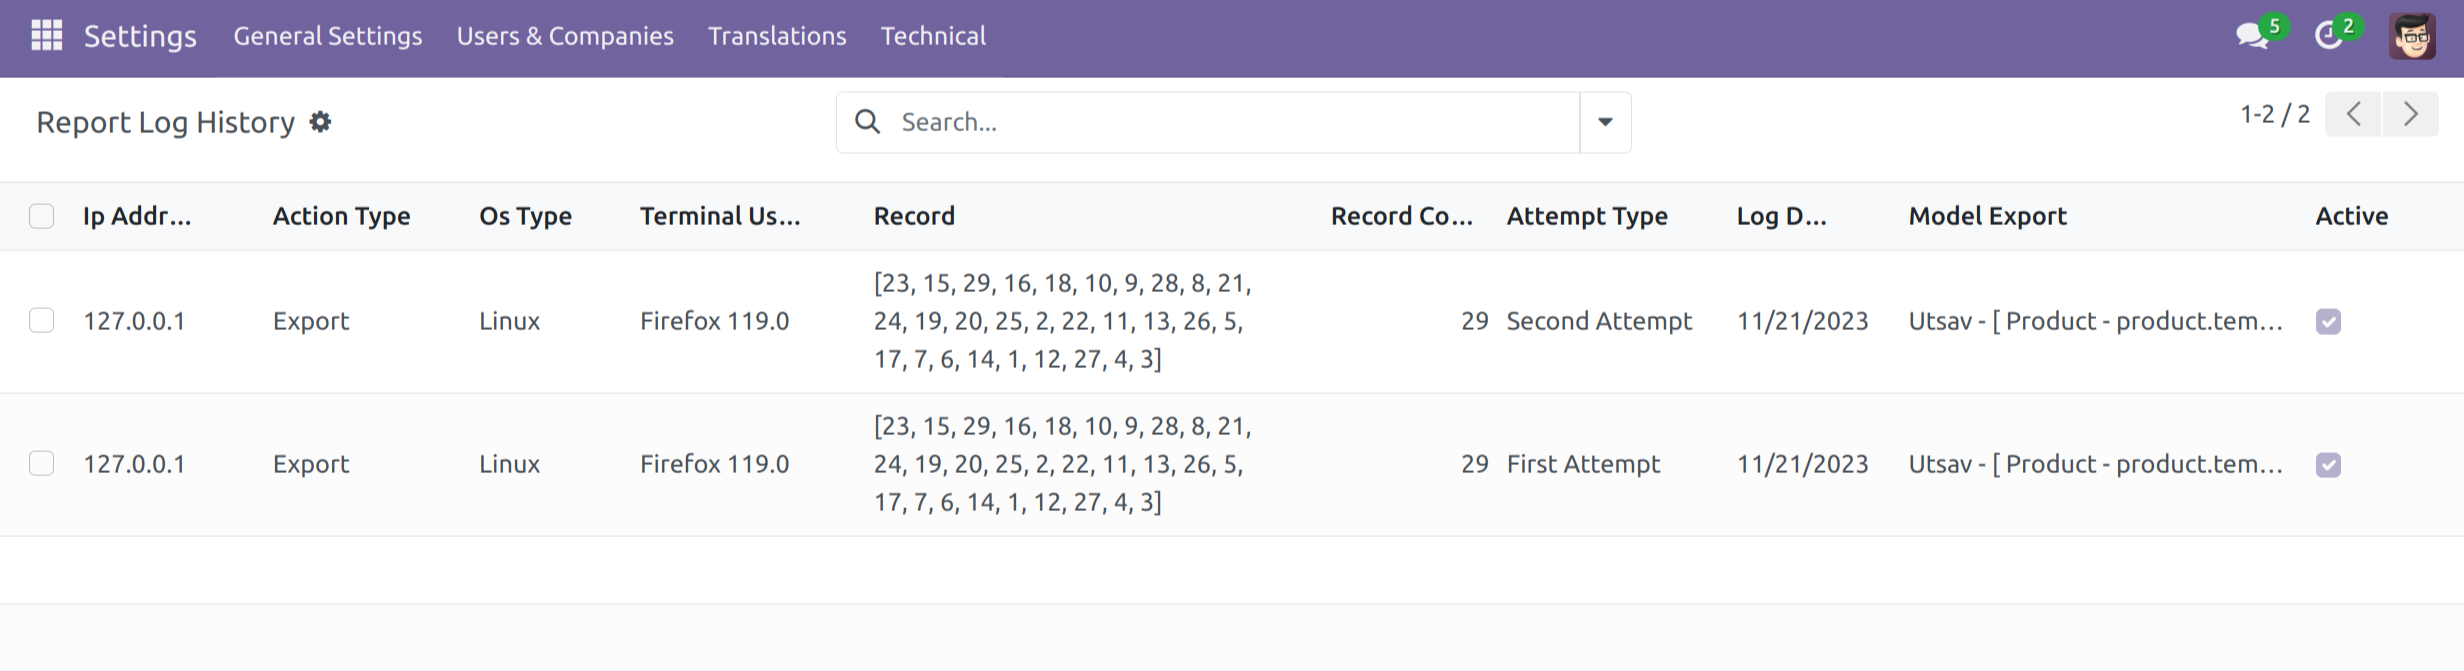 Settings General Settings Users & Companies Translations Technical 5 2
Report Log History Search... 1-2 / 2
Ip Addr... Action Type Os Type Terminal Us... Record Record Co... Attempt Type Log D... Model Export Active
[23, 15, 29, 16, 18, 10, 9, 28, 8, 21,
127.0.0.1 Export Linux Firefox 119.0 24, 19, 20, 25, 2, 22, 11, 13, 26, 5, 29 Second Attempt 11/21/2023 Utsav - [ Product - product.tem...
17, 7, 6, 14, 1, 12, 27, 4, 3]
[23, 15, 29, 16, 18, 10, 9, 28, 8, 21,
127.0.0.1 Export Linux Firefox 119.0 24, 19, 20, 25, 2, 22, 11, 13, 26, 5, 29 First Attempt 11/21/2023 Utsav - [ Product - product.tem...
17, 7, 6, 14, 1, 12, 27, 4, 3]